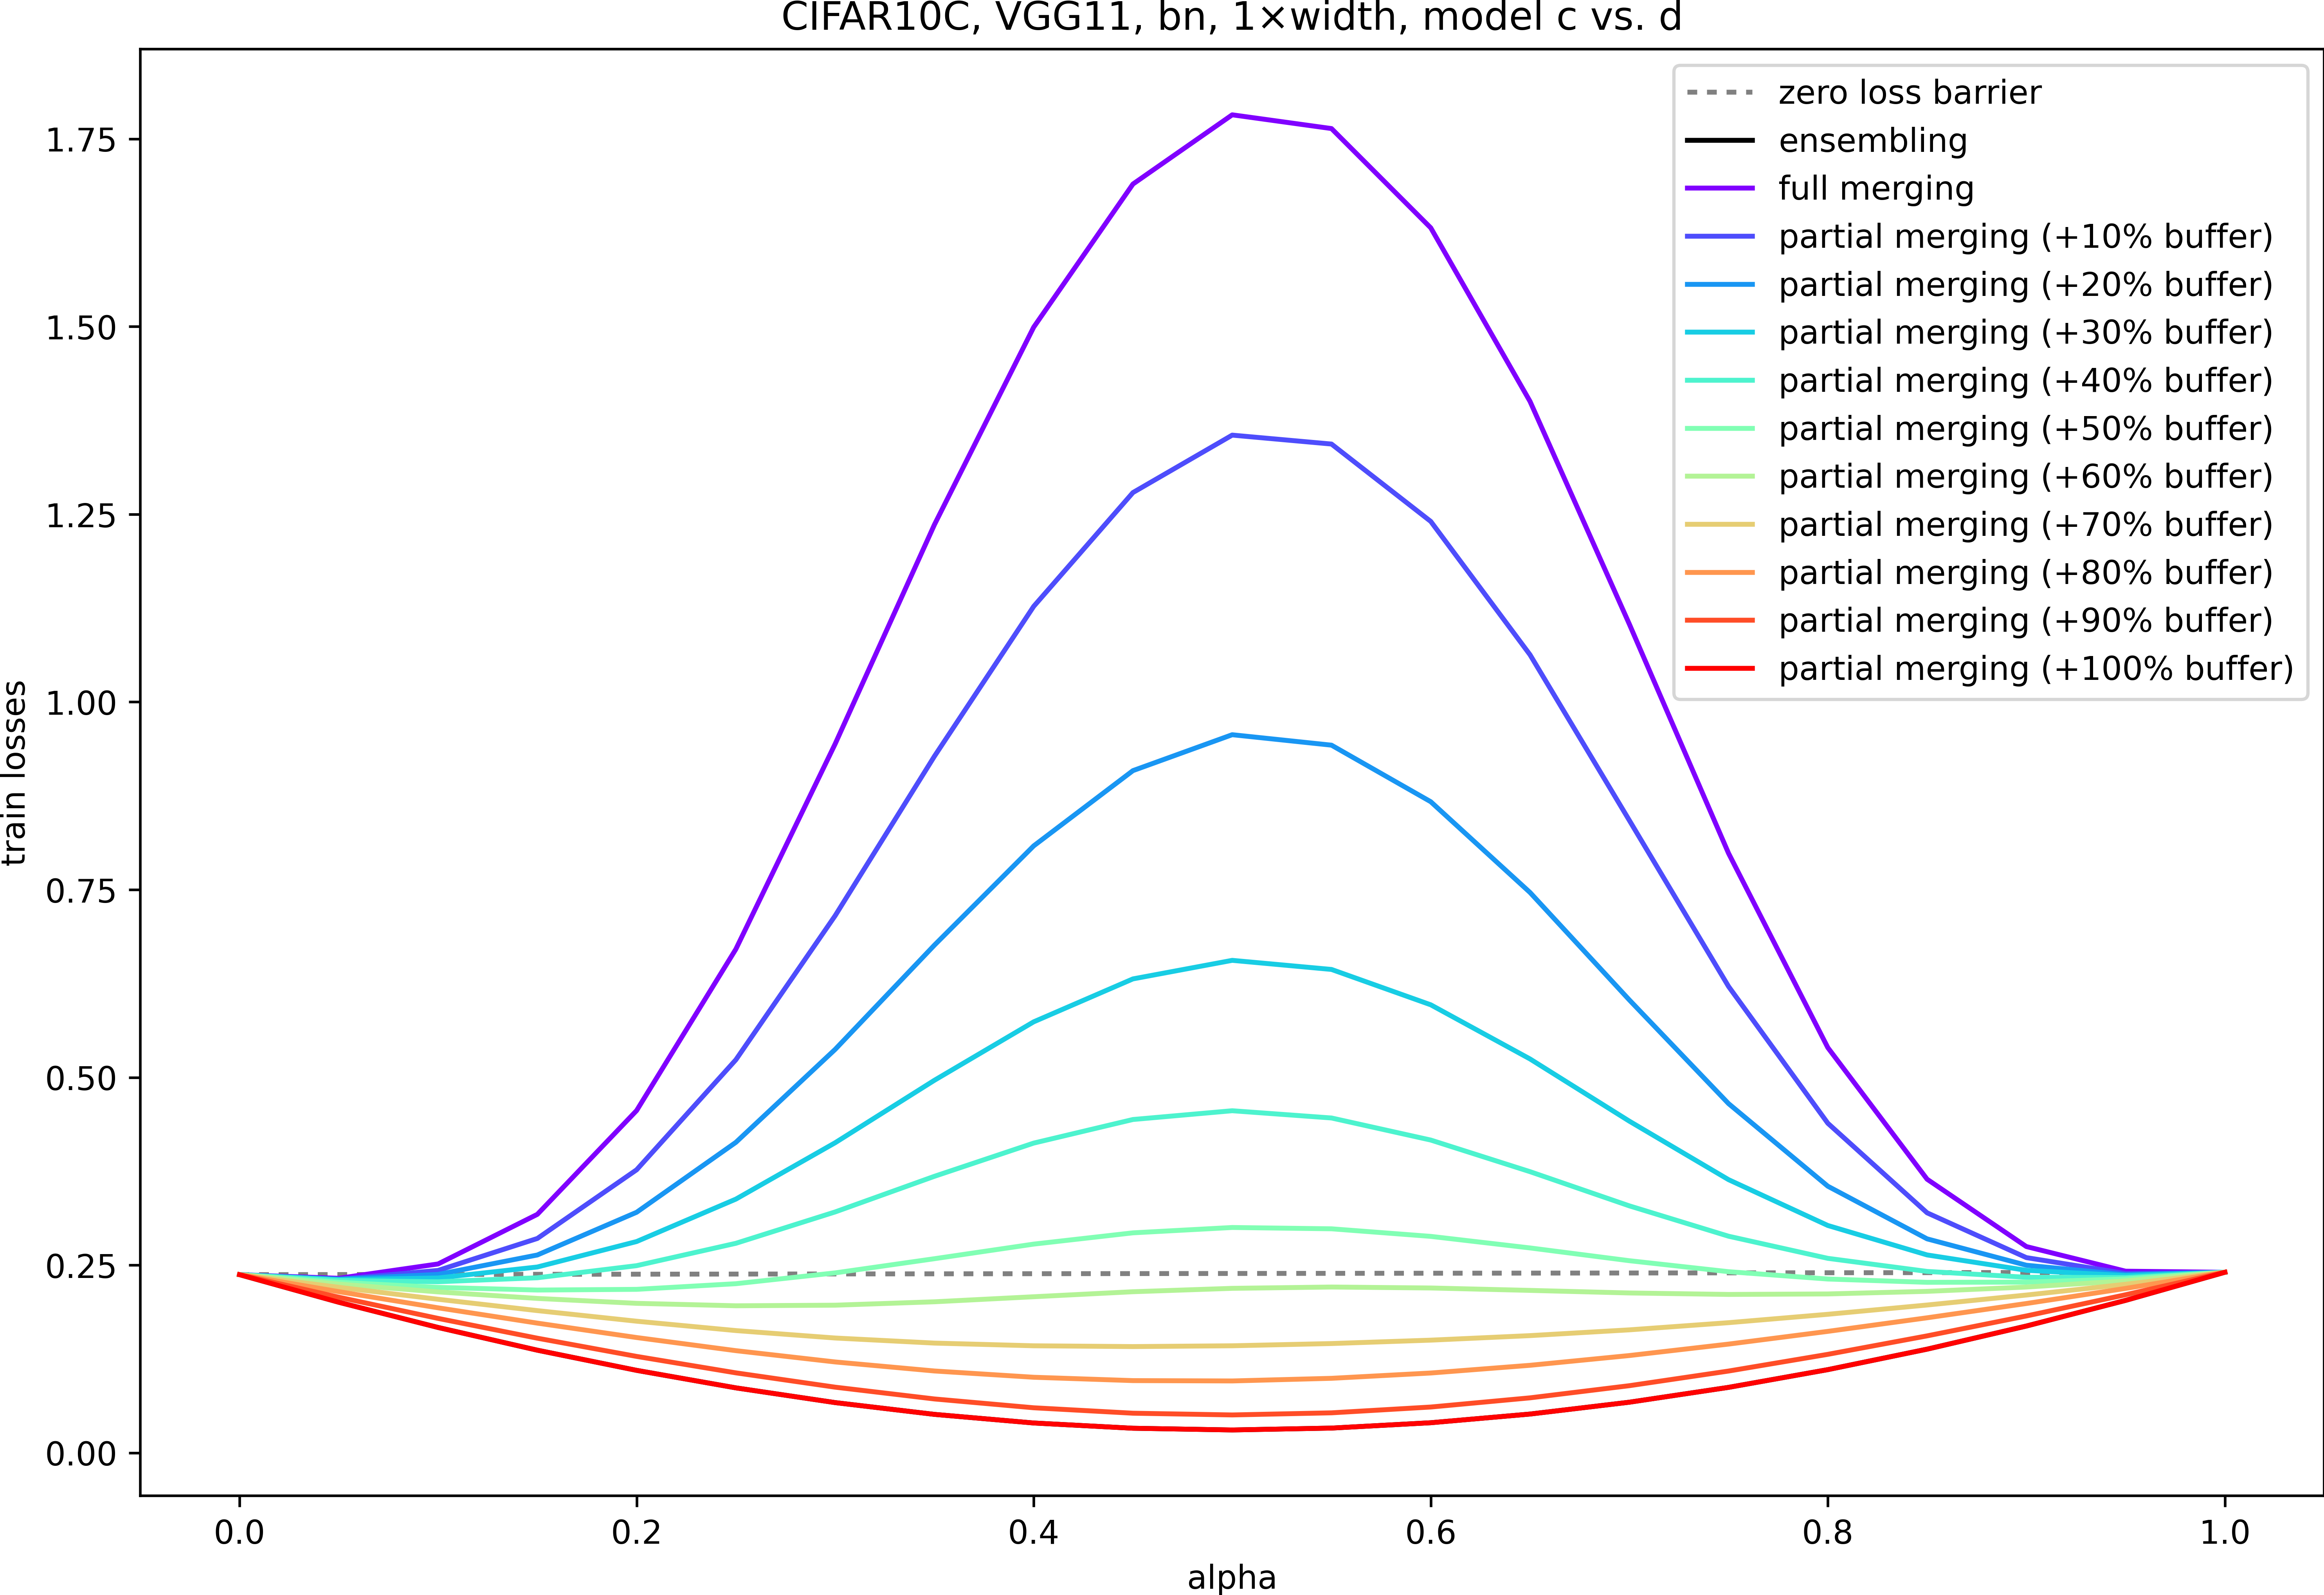 CIFAR10C, VGG11, bn, 1×width, model c vs. d
zero loss barrier
ensembling
full merging
partial merging (+10% buffer)
partial merging (+20% buffer)
partial merging (+30% buffer)
partial merging (+40% buffer)
partial merging (+50% buffer)
partial merging (+60% buffer)
partial merging (+70% buffer)
partial merging (+80% buffer)
partial merging (+90% buffer)
partial merging (+100% buffer)
train losses
1.75
1.50
1.25
1.00
0.75
0.50
0.25
0.00
0.0 0.2 0.4 0.6 0.8 1.0
alpha